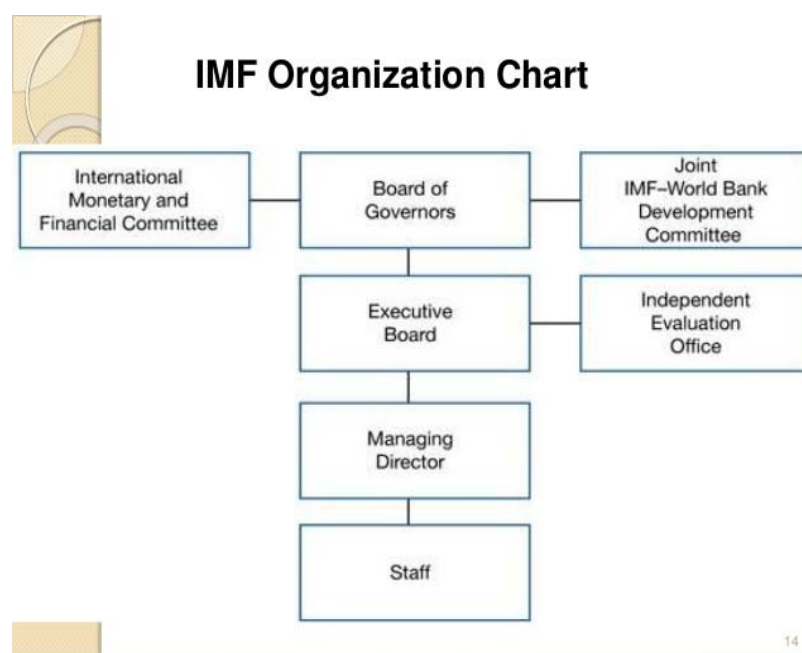 IMF Organization Chart
International
Monetary and
Financial Committee
Board of
Governors
Joint
IMF–World Bank
Development
Committee
Executive
Board
Independent
Evaluation
Office
Managing
Director
Staff
14